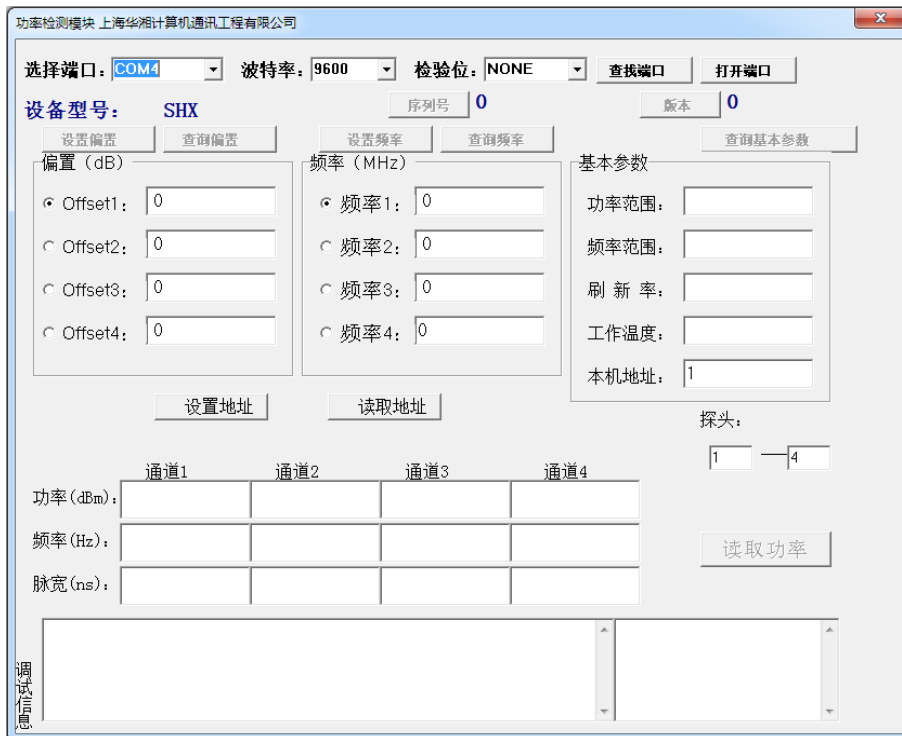 功率检测模块 上海华湘计算机通讯工程有限公司
选择端口: COM4 波特率: 9600 检验位: NONE 查找端口 打开端口
设备型号: SHX 序列号 0 版本 0
设置偏置 查询偏置 设置频率 查询频率 查询基本参数
偏置(dB) 频率(MHz) 基本参数
Offset1: 0 频率1: 0 功率范围:
Offset2: 0 频率2: 0 频率范围:
Offset3: 0 频率3: 0 刷 新 率:
Offset4: 0 频率4: 0 工作温度:
本机地址: 1
设置地址 读取地址
探头:
1 — 4
通道1 通道2 通道3 通道4
功率(dBm):
频率(Hz):
读取功率
脉宽(ns):
调试信息